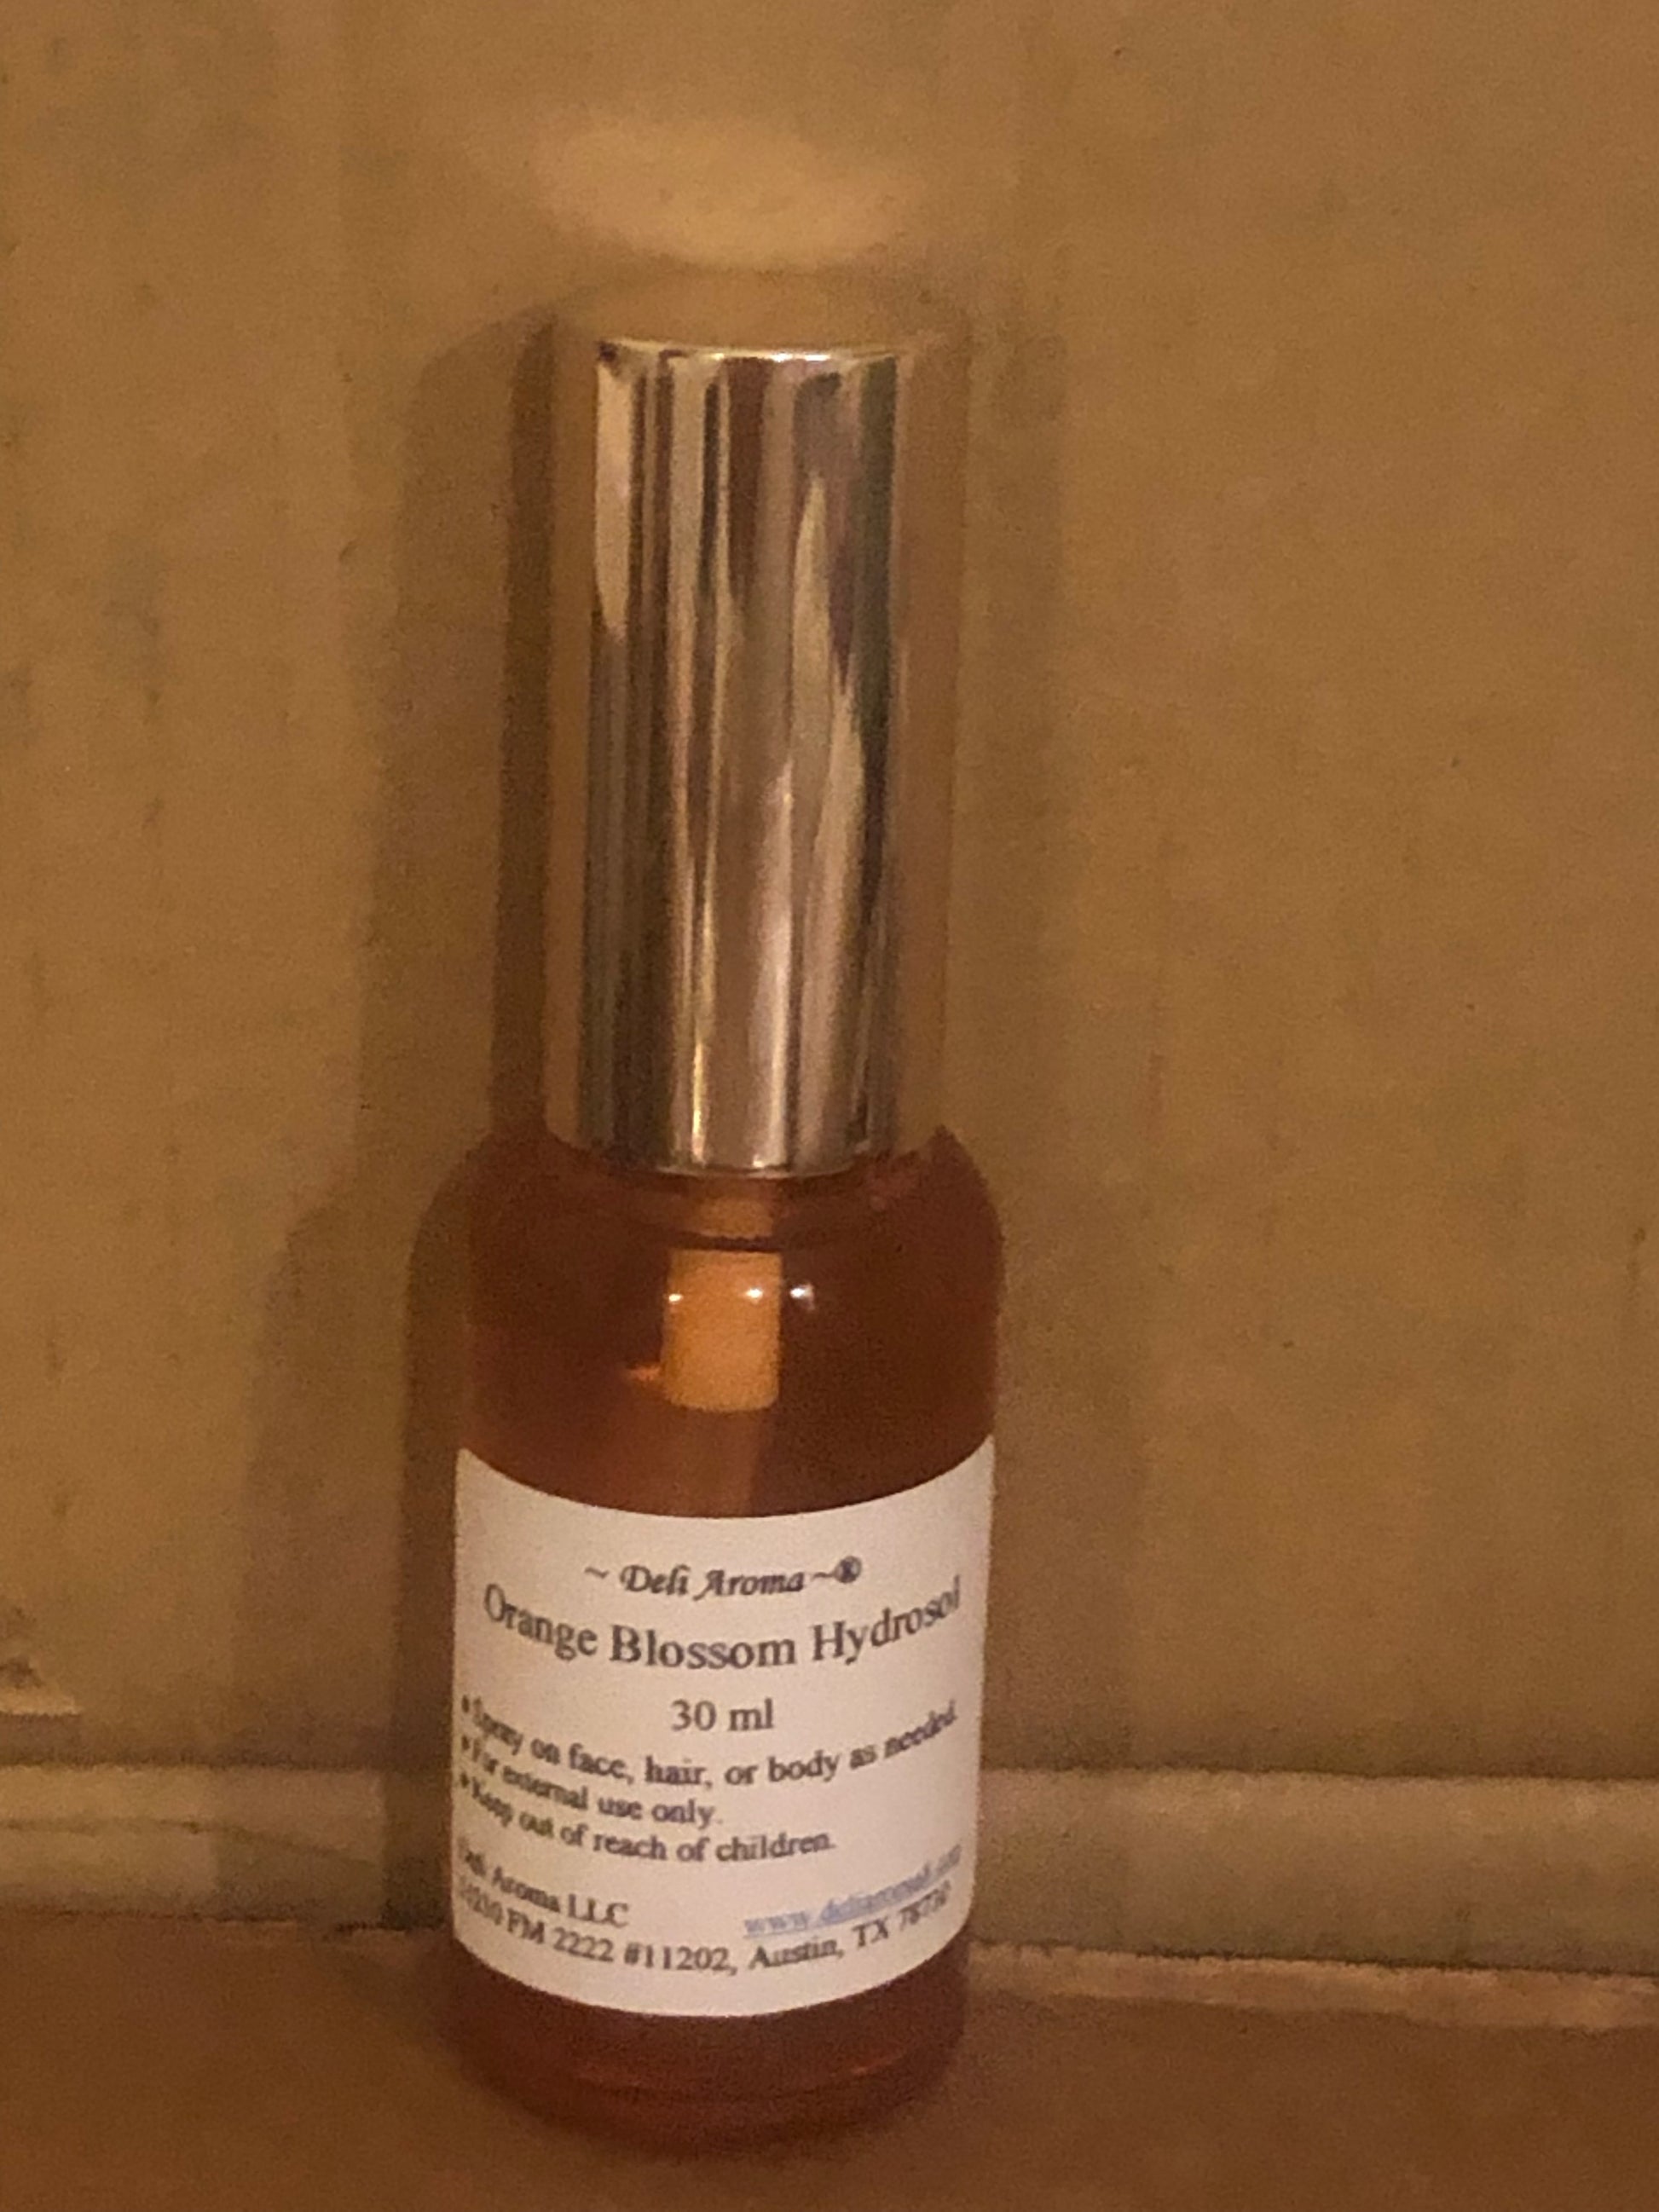 ~ Deli Aroma ~®
Orange Blossom Hydrosol
30 ml
• Spray on face, hair, or body as needed.
• For external use only.
• Keep out of reach of children.
Deli Aroma LLC
FM 2222 #11202, Austin, TX 78730